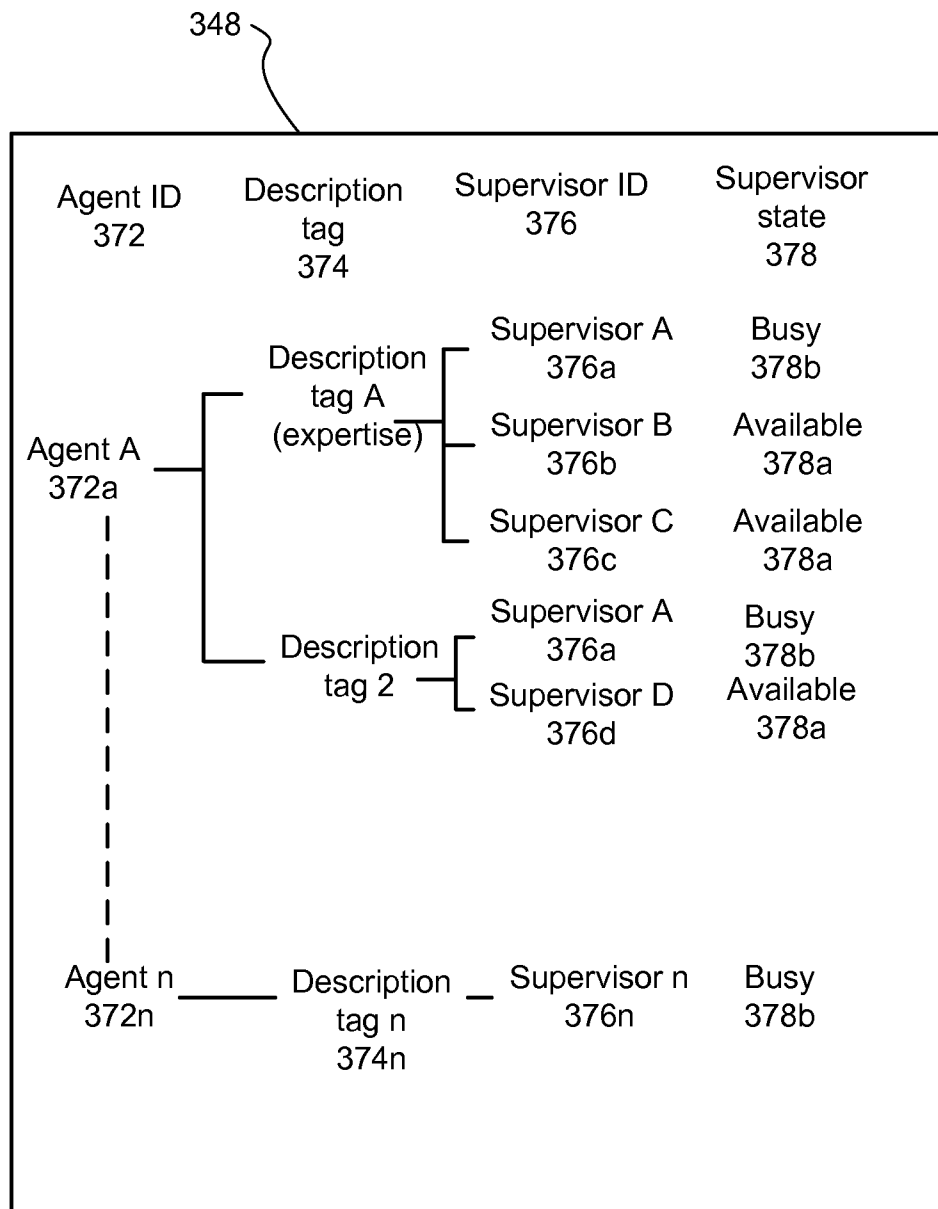 348
Agent ID
372
Description
tag
374
Supervisor ID
376
Supervisor
state
378
Agent A
372a
Description
tag A
(expertise)
Supervisor A
376a
Busy
378b
Supervisor B
376b
Available
378a
Supervisor C
376c
Available
378a
Description
tag 2
Supervisor A
376a
Busy
378b
Supervisor D
376d
Available
378a
Agent n
372n
Description
tag n
374n
Supervisor n
376n
Busy
378b